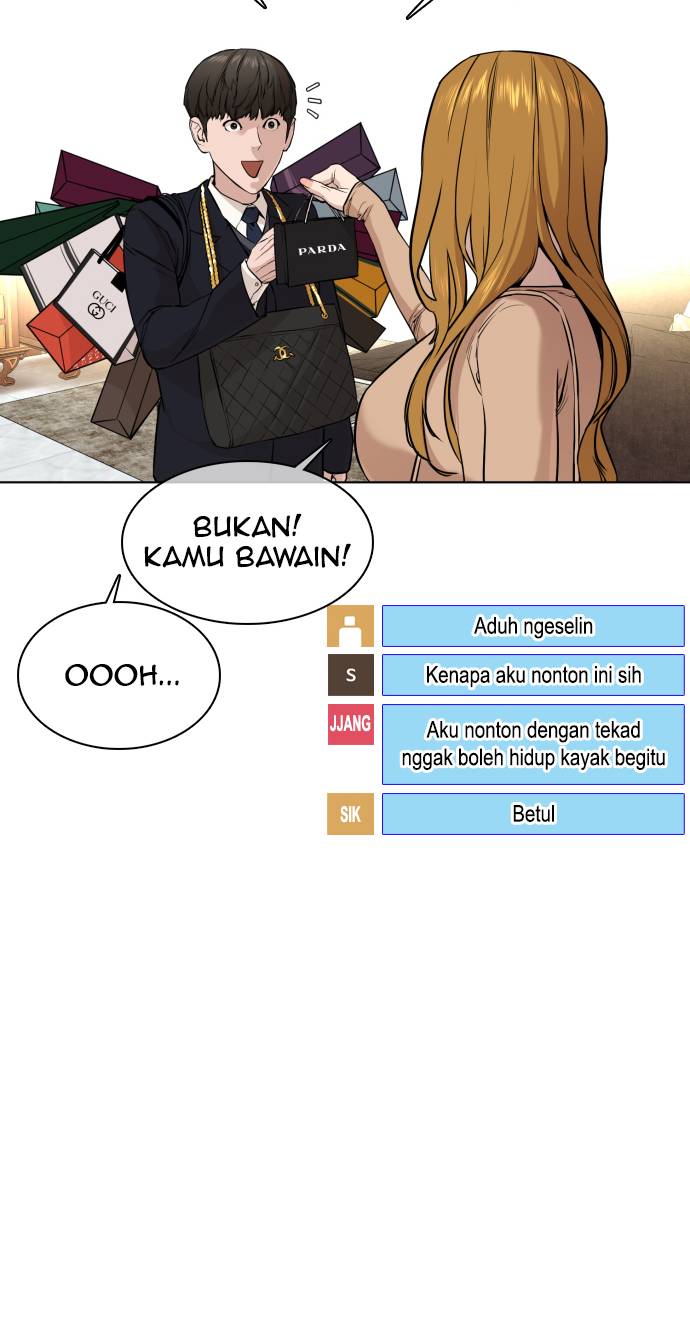 PARDA
GUCI
BUKAN!
KAMU BAWAIN!
OOOH...
Aduh ngeselin
S
Kenapa aku nonton ini sih
JJANG
Aku nonton dengan tekad
nggak boleh hidup kayak begitu
SIK
Betul